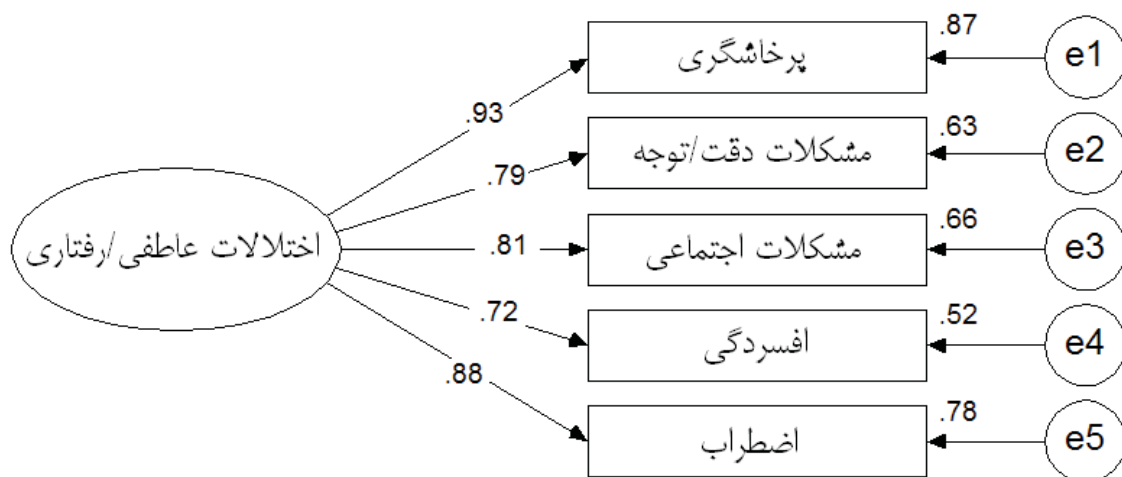 .87
پرخاشگری
e1
.93
.63
مشکلات دقت/توجه
e2
.79
اختلالات عاطفی/رفتاری
.66
مشکلات اجتماعی
e3
.81
.52
افسردگی
e4
.72
.78
اضطراب
e5
.88